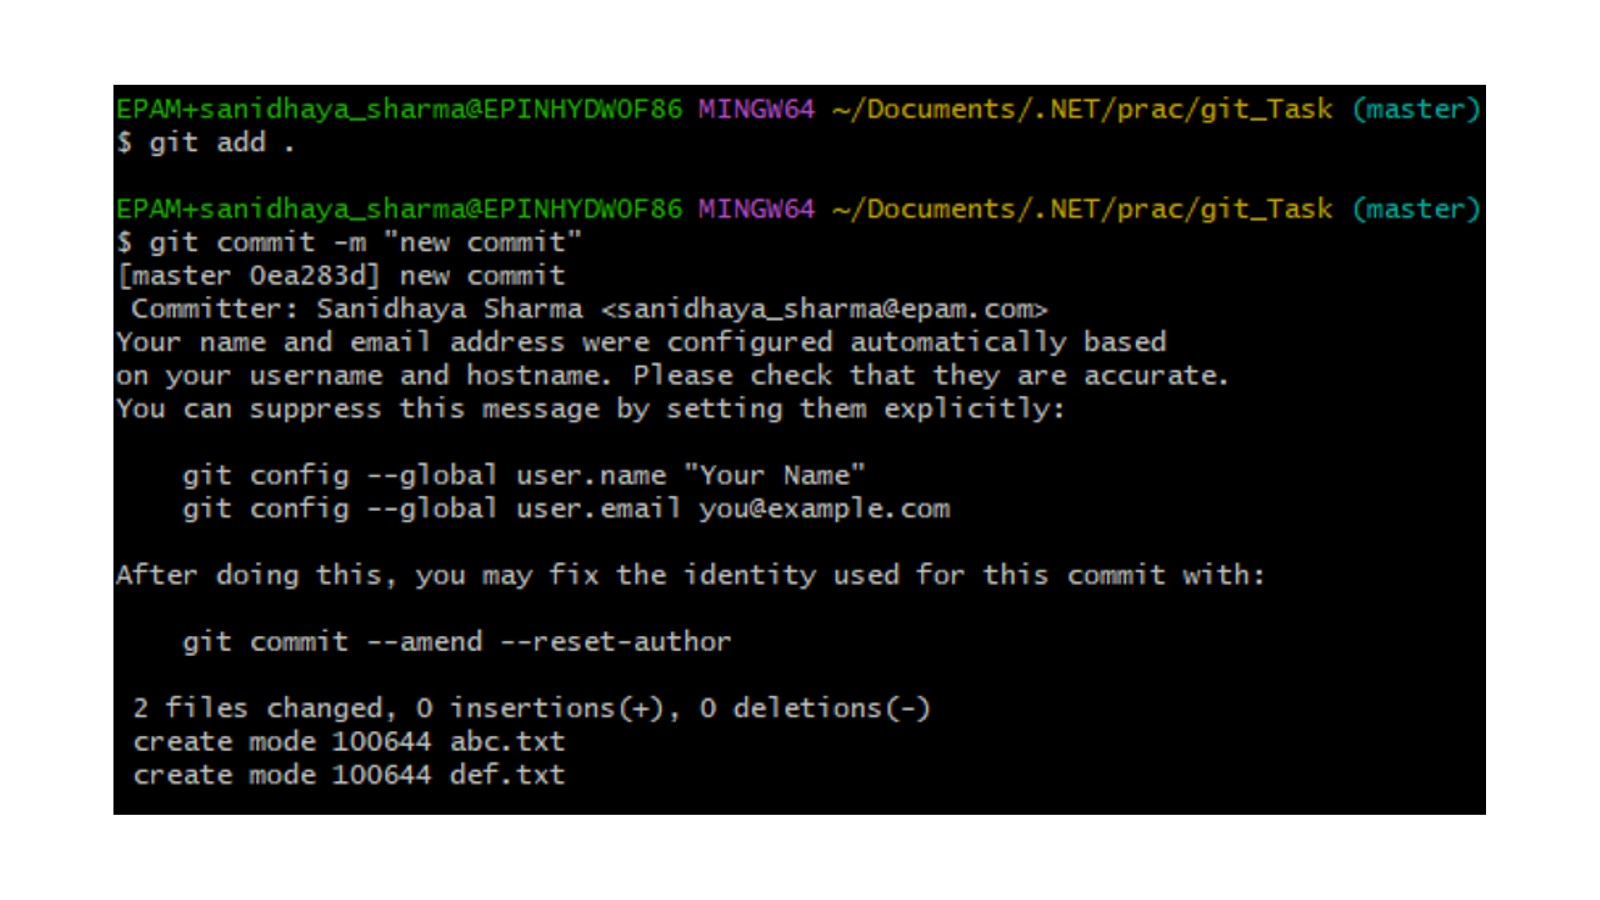 EPAM+sanidhaya_sharma@EPINHYDW0F86 MINGW64 ~/Documents/.NET/prac/git_Task (master)
$ git add .
EPAM+sanidhaya_sharma@EPINHYDW0F86 MINGW64 ~/Documents/.NET/prac/git_Task (master)
$ git commit -m "new commit"
[master 0ea283d] new commit
Committer: Sanidhaya Sharma <sanidhaya_sharma@epam.com>
Your name and email address were configured automatically based
on your username and hostname. Please check that they are accurate.
You can suppress this message by setting them explicitly:
git config --global user.name "Your Name"
git config --global user.email you@example.com
After doing this, you may fix the identity used for this commit with:
git commit --amend --reset-author
2 files changed, 0 insertions(+), 0 deletions(-)
create mode 100644 abc.txt
create mode 100644 def.txt